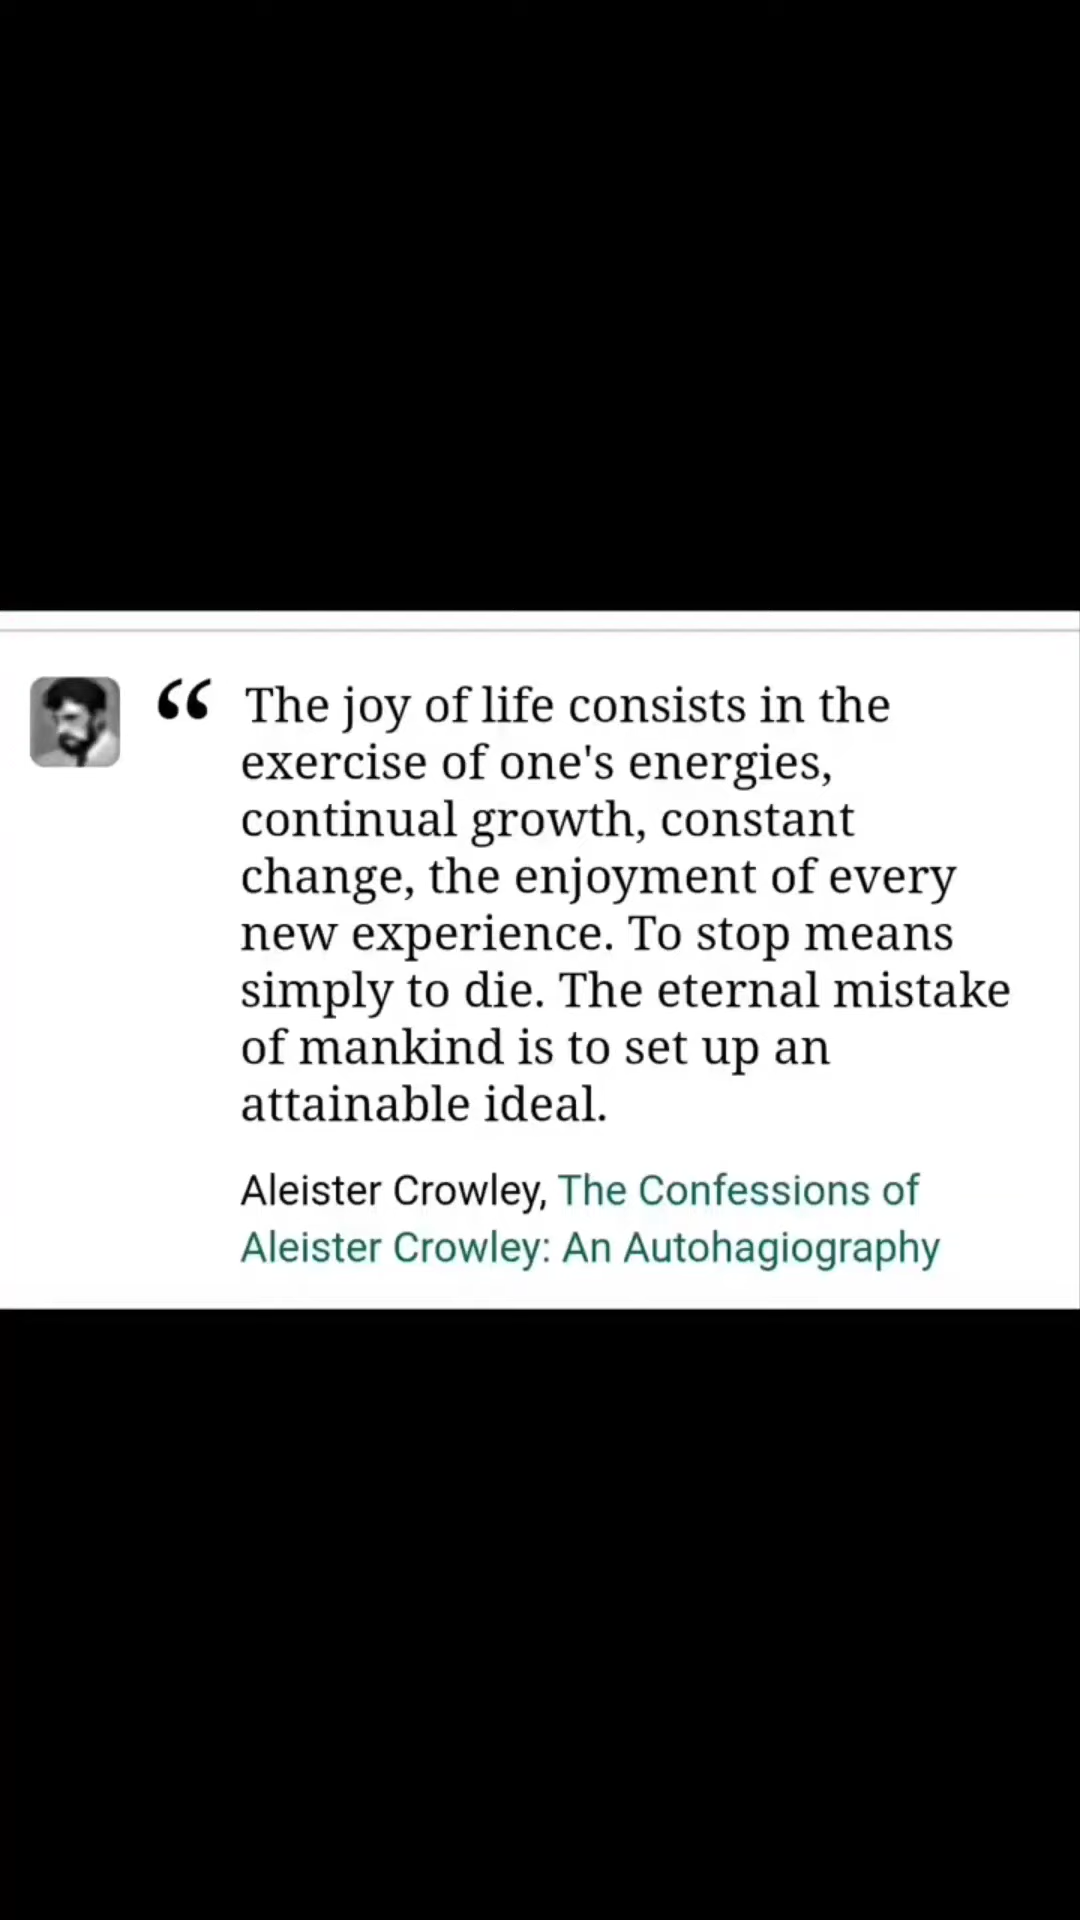 “ The joy of life consists in the
exercise of one's energies,
continual growth, constant
change, the enjoyment of every
new experience. To stop means
simply to die. The eternal mistake
of mankind is to set up an
attainable ideal.
Aleister Crowley, The Confessions of
Aleister Crowley: An Autohagiography